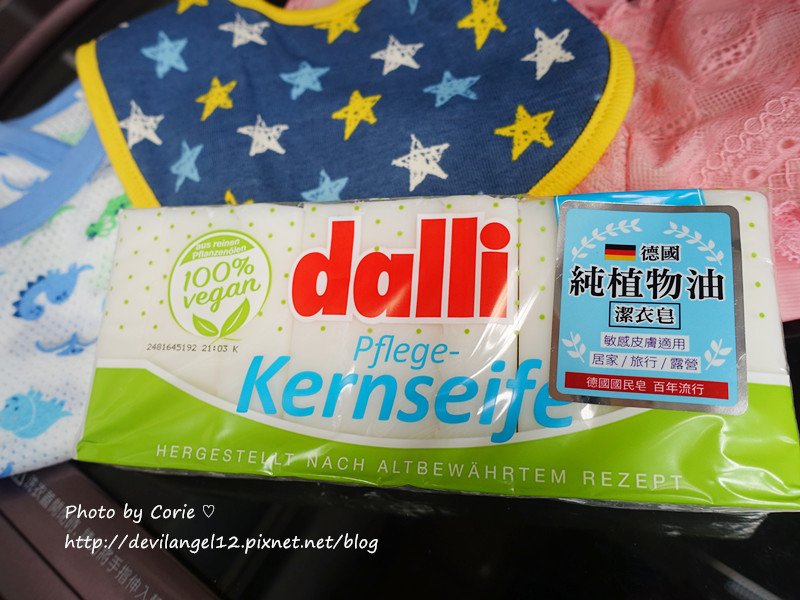 aus reinen
Pflanzenölen
100%
vegan
2481645192 21:03 K
dalli
Pflege-
Kernseife
HERGESTELLT NACH ALTBEWÄHRTEM REZEPT
德國
純植物油
潔衣皂
敏感皮膚適用
居家/旅行/露營
德國國民皂 百年流行
Photo by Corie ♡
http://devilangel12.pixnet.net/blog